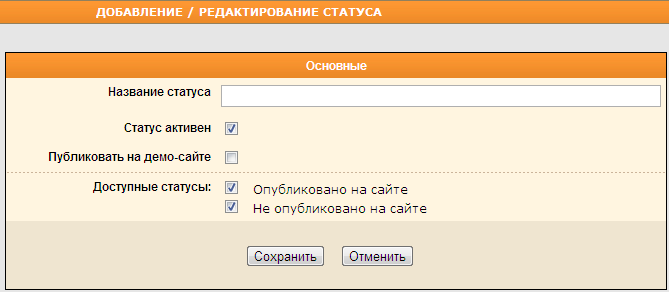 ДОБАВЛЕНИЕ / РЕДАКТИРОВАНИЕ СТАТУСА
Основные
Название статуса
Статус активен
Публиковать на демо-сайте
Доступные статусы: Опубликовано на сайте
Не опубликовано на сайте
Сохранить Отменить